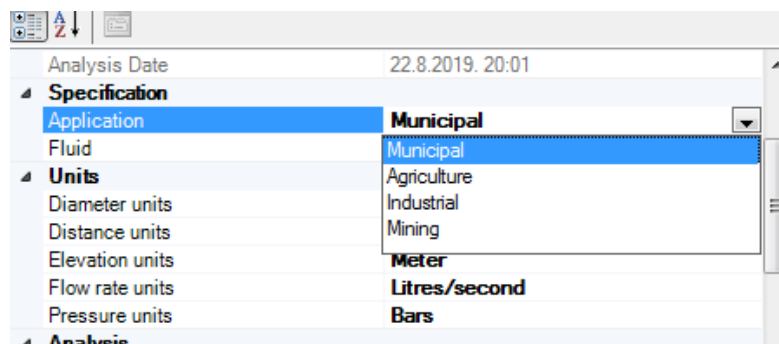 A
Z
Analysis Date 22.8.2019. 20:01
Specification
Application Municipal
Fluid Municipal
Units Agriculture
Diameter units Industrial
Distance units Mining
Elevation units Meter
Flow rate units Litres/second
Pressure units Bars
Analysis